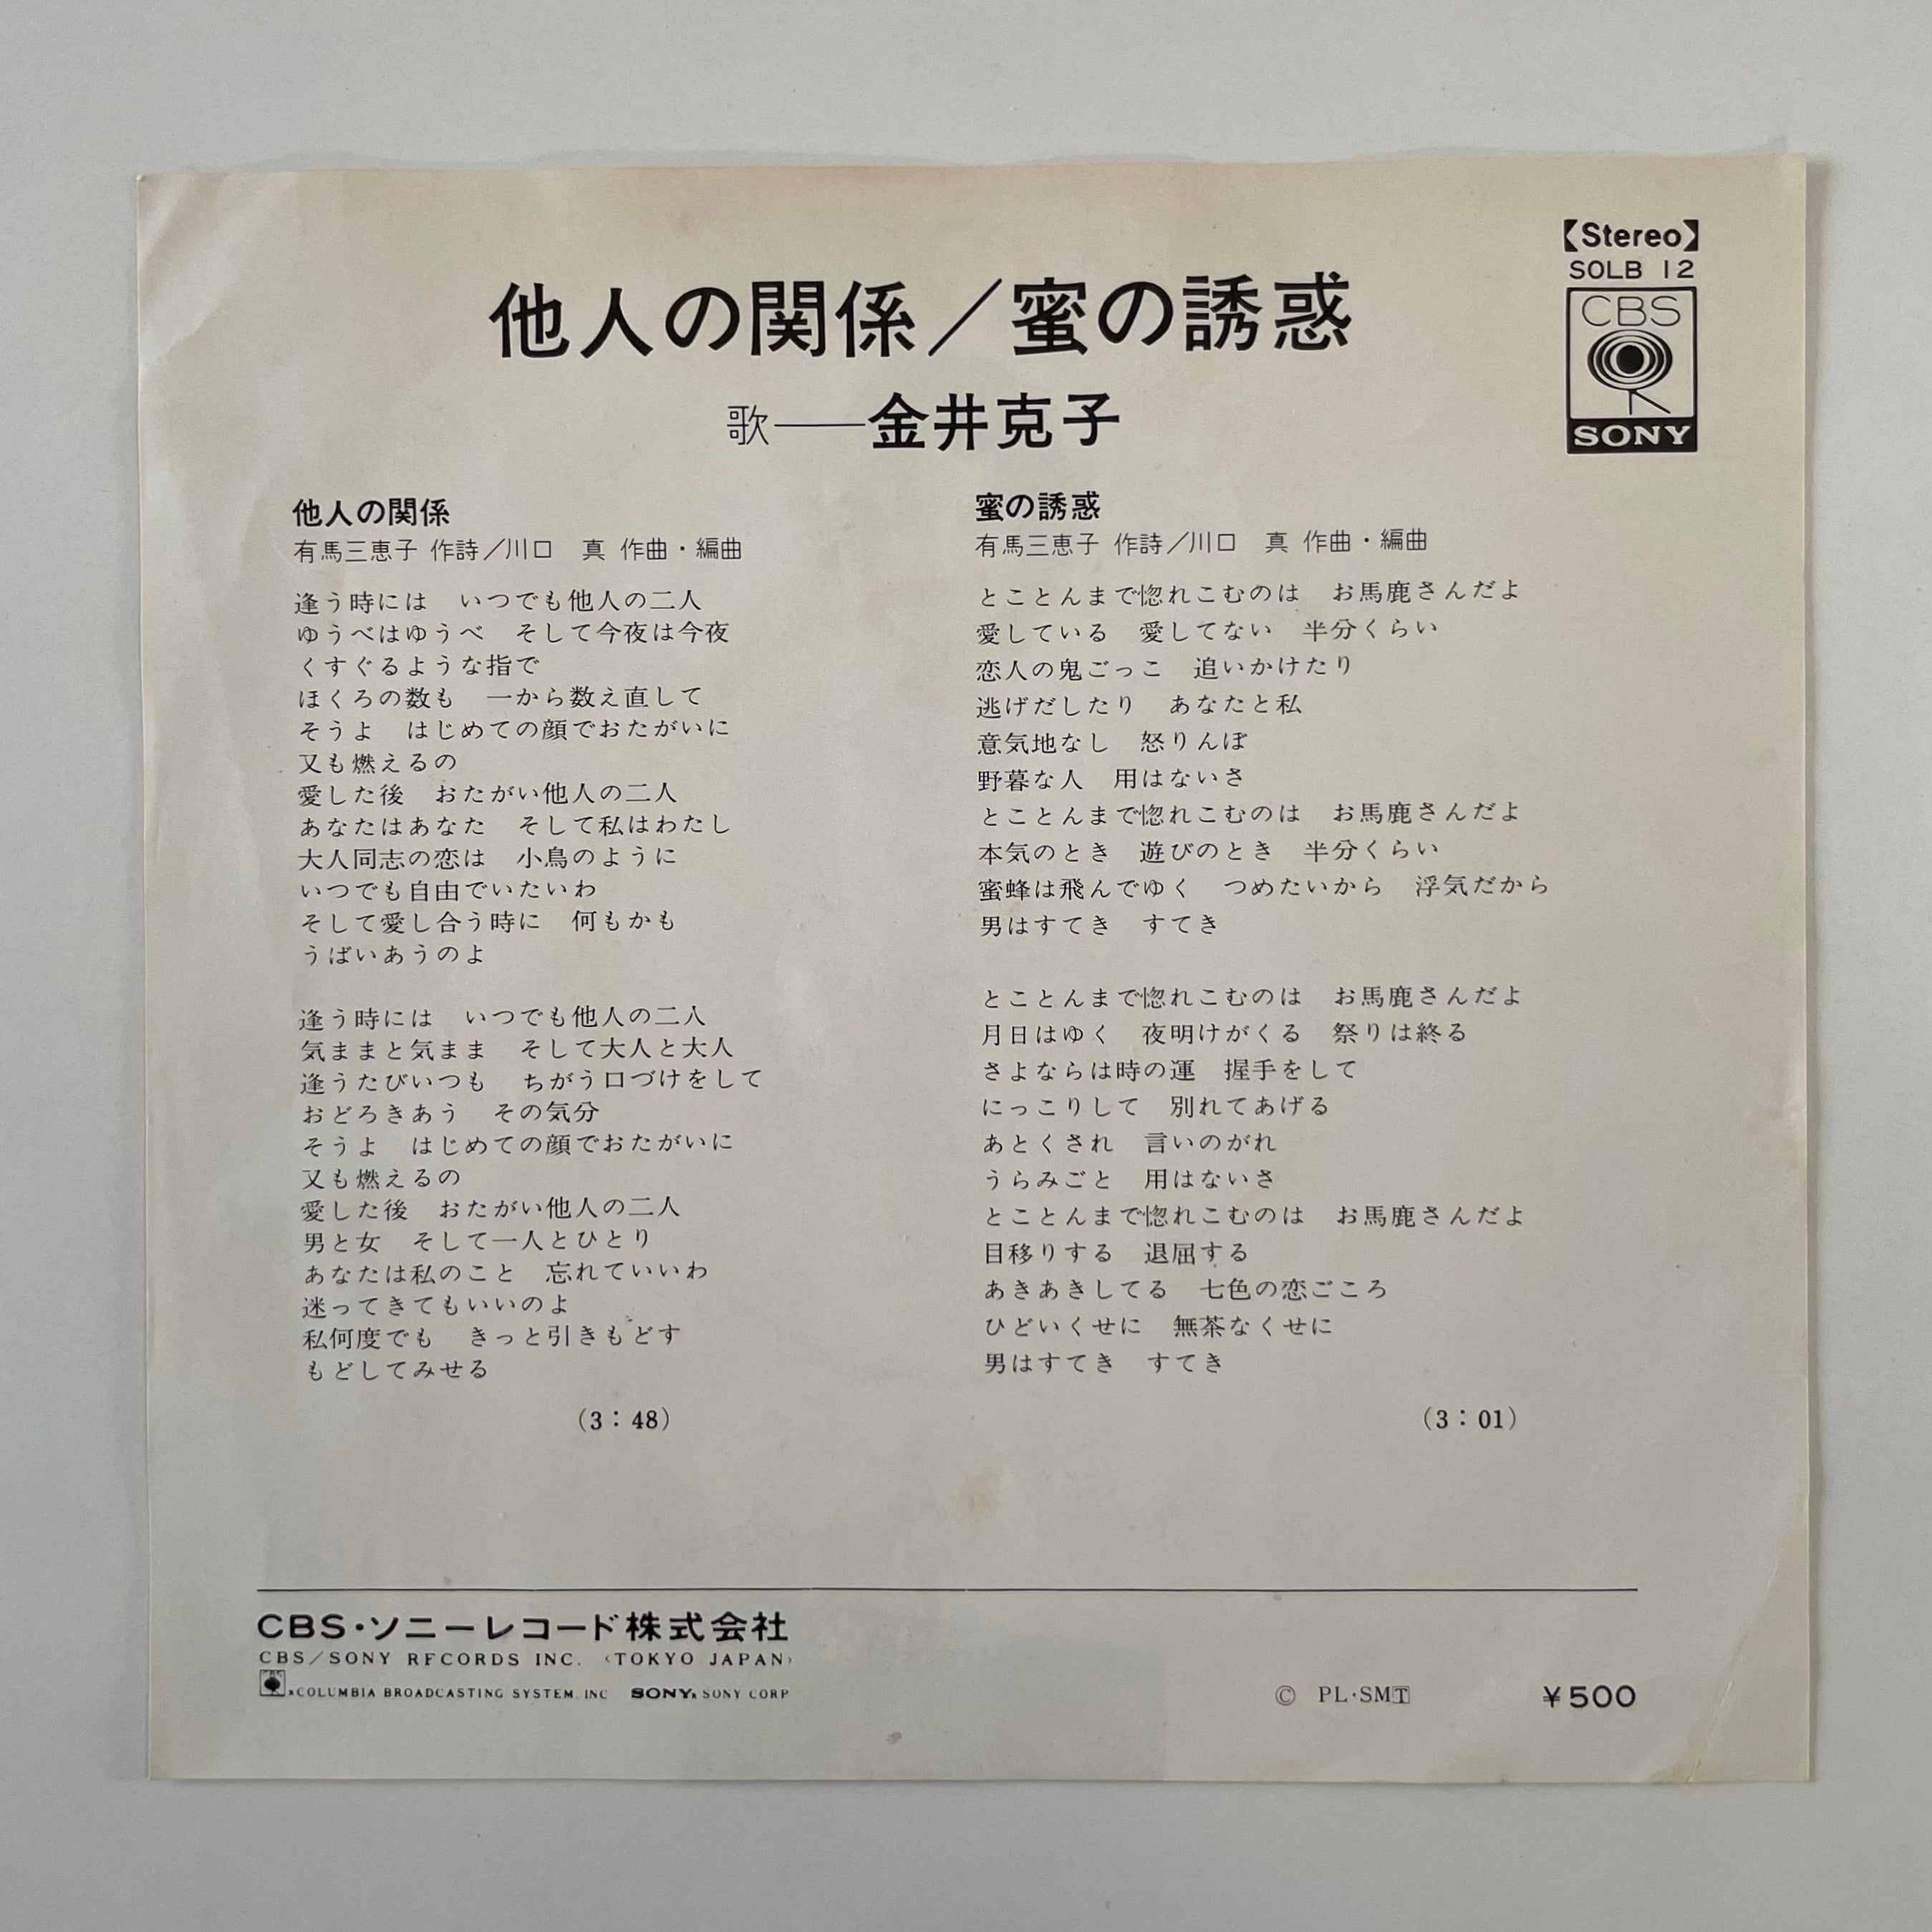 【Stereo】
SOLB 12
CBS
SONY
他人の関係／蜜の誘惑
歌――金井克子
他人の関係
有馬三恵子 作詩／川口　真 作曲・編曲
逢う時には　いつでも他人の二人
ゆうべはゆうべ　そして今夜は今夜
くすぐるような指で
ほくろの数も　一から数え直して
そうよ　はじめての顔でおたがいに
又も燃えるの
愛した後　おたがい他人の二人
あなたはあなた　そして私はわたし
大人同志の恋は　小鳥のように
いつでも自由でいたいわ
そして愛し合う時に　何もかも
うばいあうのよ
逢う時には　いつでも他人の二人
気ままと気まま　そして大人と大人
逢うたびいつも　ちがう口づけをして
おどろきあう　その気分
そうよ　はじめての顔でおたがいに
又も燃えるの
愛した後　おたがい他人の二人
男と女　そして一人とひとり
あなたは私のこと　忘れていいわ
迷ってきてもいいのよ
私何度でも　きっと引きもどす
もどしてみせる
(3：48)
蜜の誘惑
有馬三恵子 作詩／川口　真 作曲・編曲
とことんまで惚れこむのは　お馬鹿さんだよ
愛している　愛してない　半分くらい
恋人の鬼ごっこ　追いかけたり
逃げだしたり　あなたと私
意気地なし　怒りんぼ
野暮な人　用はないさ
とことんまで惚れこむのは　お馬鹿さんだよ
本気のとき　遊びのとき　半分くらい
蜜蜂は飛んでゆく　つめたいから　浮気だから
男はすてき　すてき
とことんまで惚れこむのは　お馬鹿さんだよ
月日はゆく　夜明けがくる　祭りは終る
さよならは時の運　握手をして
にっこりして　別れてあげる
あとくされ　言いのがれ
うらみごと　用はないさ
とことんまで惚れこむのは　お馬鹿さんだよ
目移りする　退屈する
あきあきしてる　七色の恋ごころ
ひどいくせに　無茶なくせに
男はすてき　すてき
(3：01)
CBS・ソニーレコード株式会社
CBS/SONY RECORDS INC. 〈TOKYO JAPAN〉
COLUMBIA BROADCASTING SYSTEM, INC　SONY SONY CORP
© PL・SMT
¥500